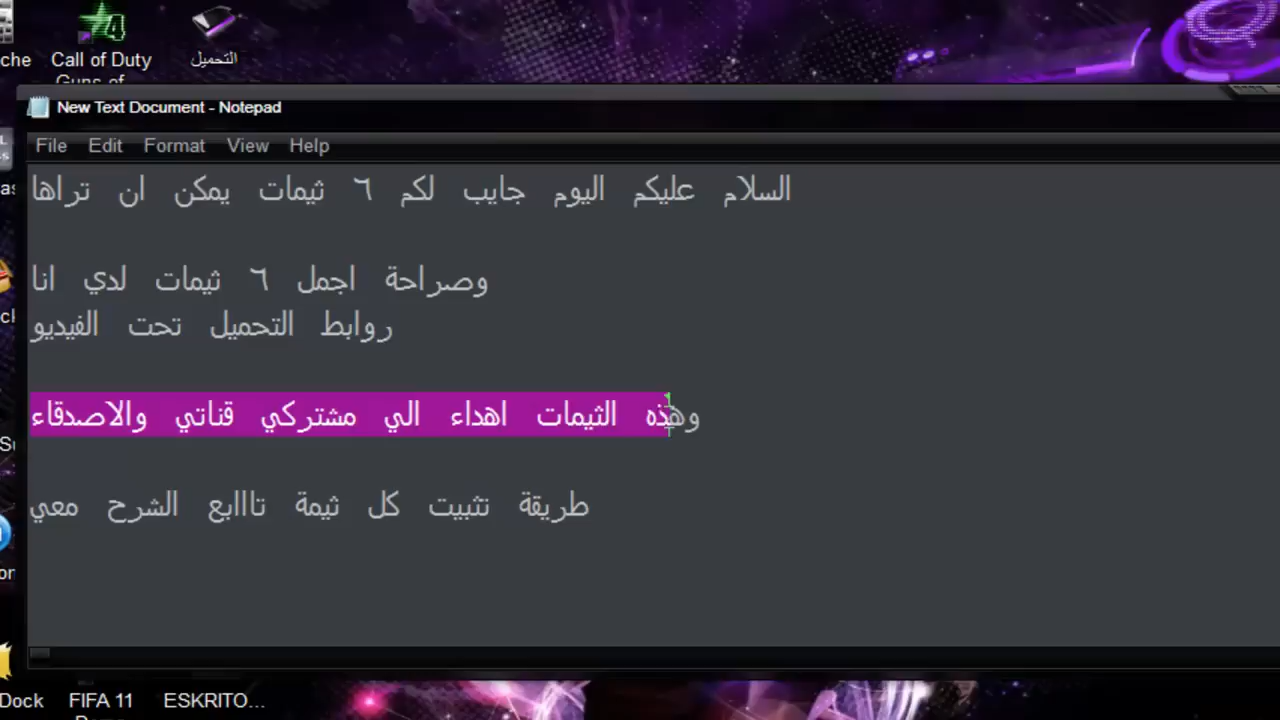 Call of Duty
التحميل
New Text Document - Notepad
File Edit Format View Help
السلام عليكم اليوم جايب لكم ٦ ثيمات يمكن ان تراها
وصراحة اجمل ٦ ثيمات لدي انا
روابط التحميل تحت الفيديو
وهذه الثيمات اهداء الي مشتركي قناتي والاصدقاء
طريقة تثبيت كل ثيمة تااابع الشرح معي
Dock FIFA 11 ESKRITO...